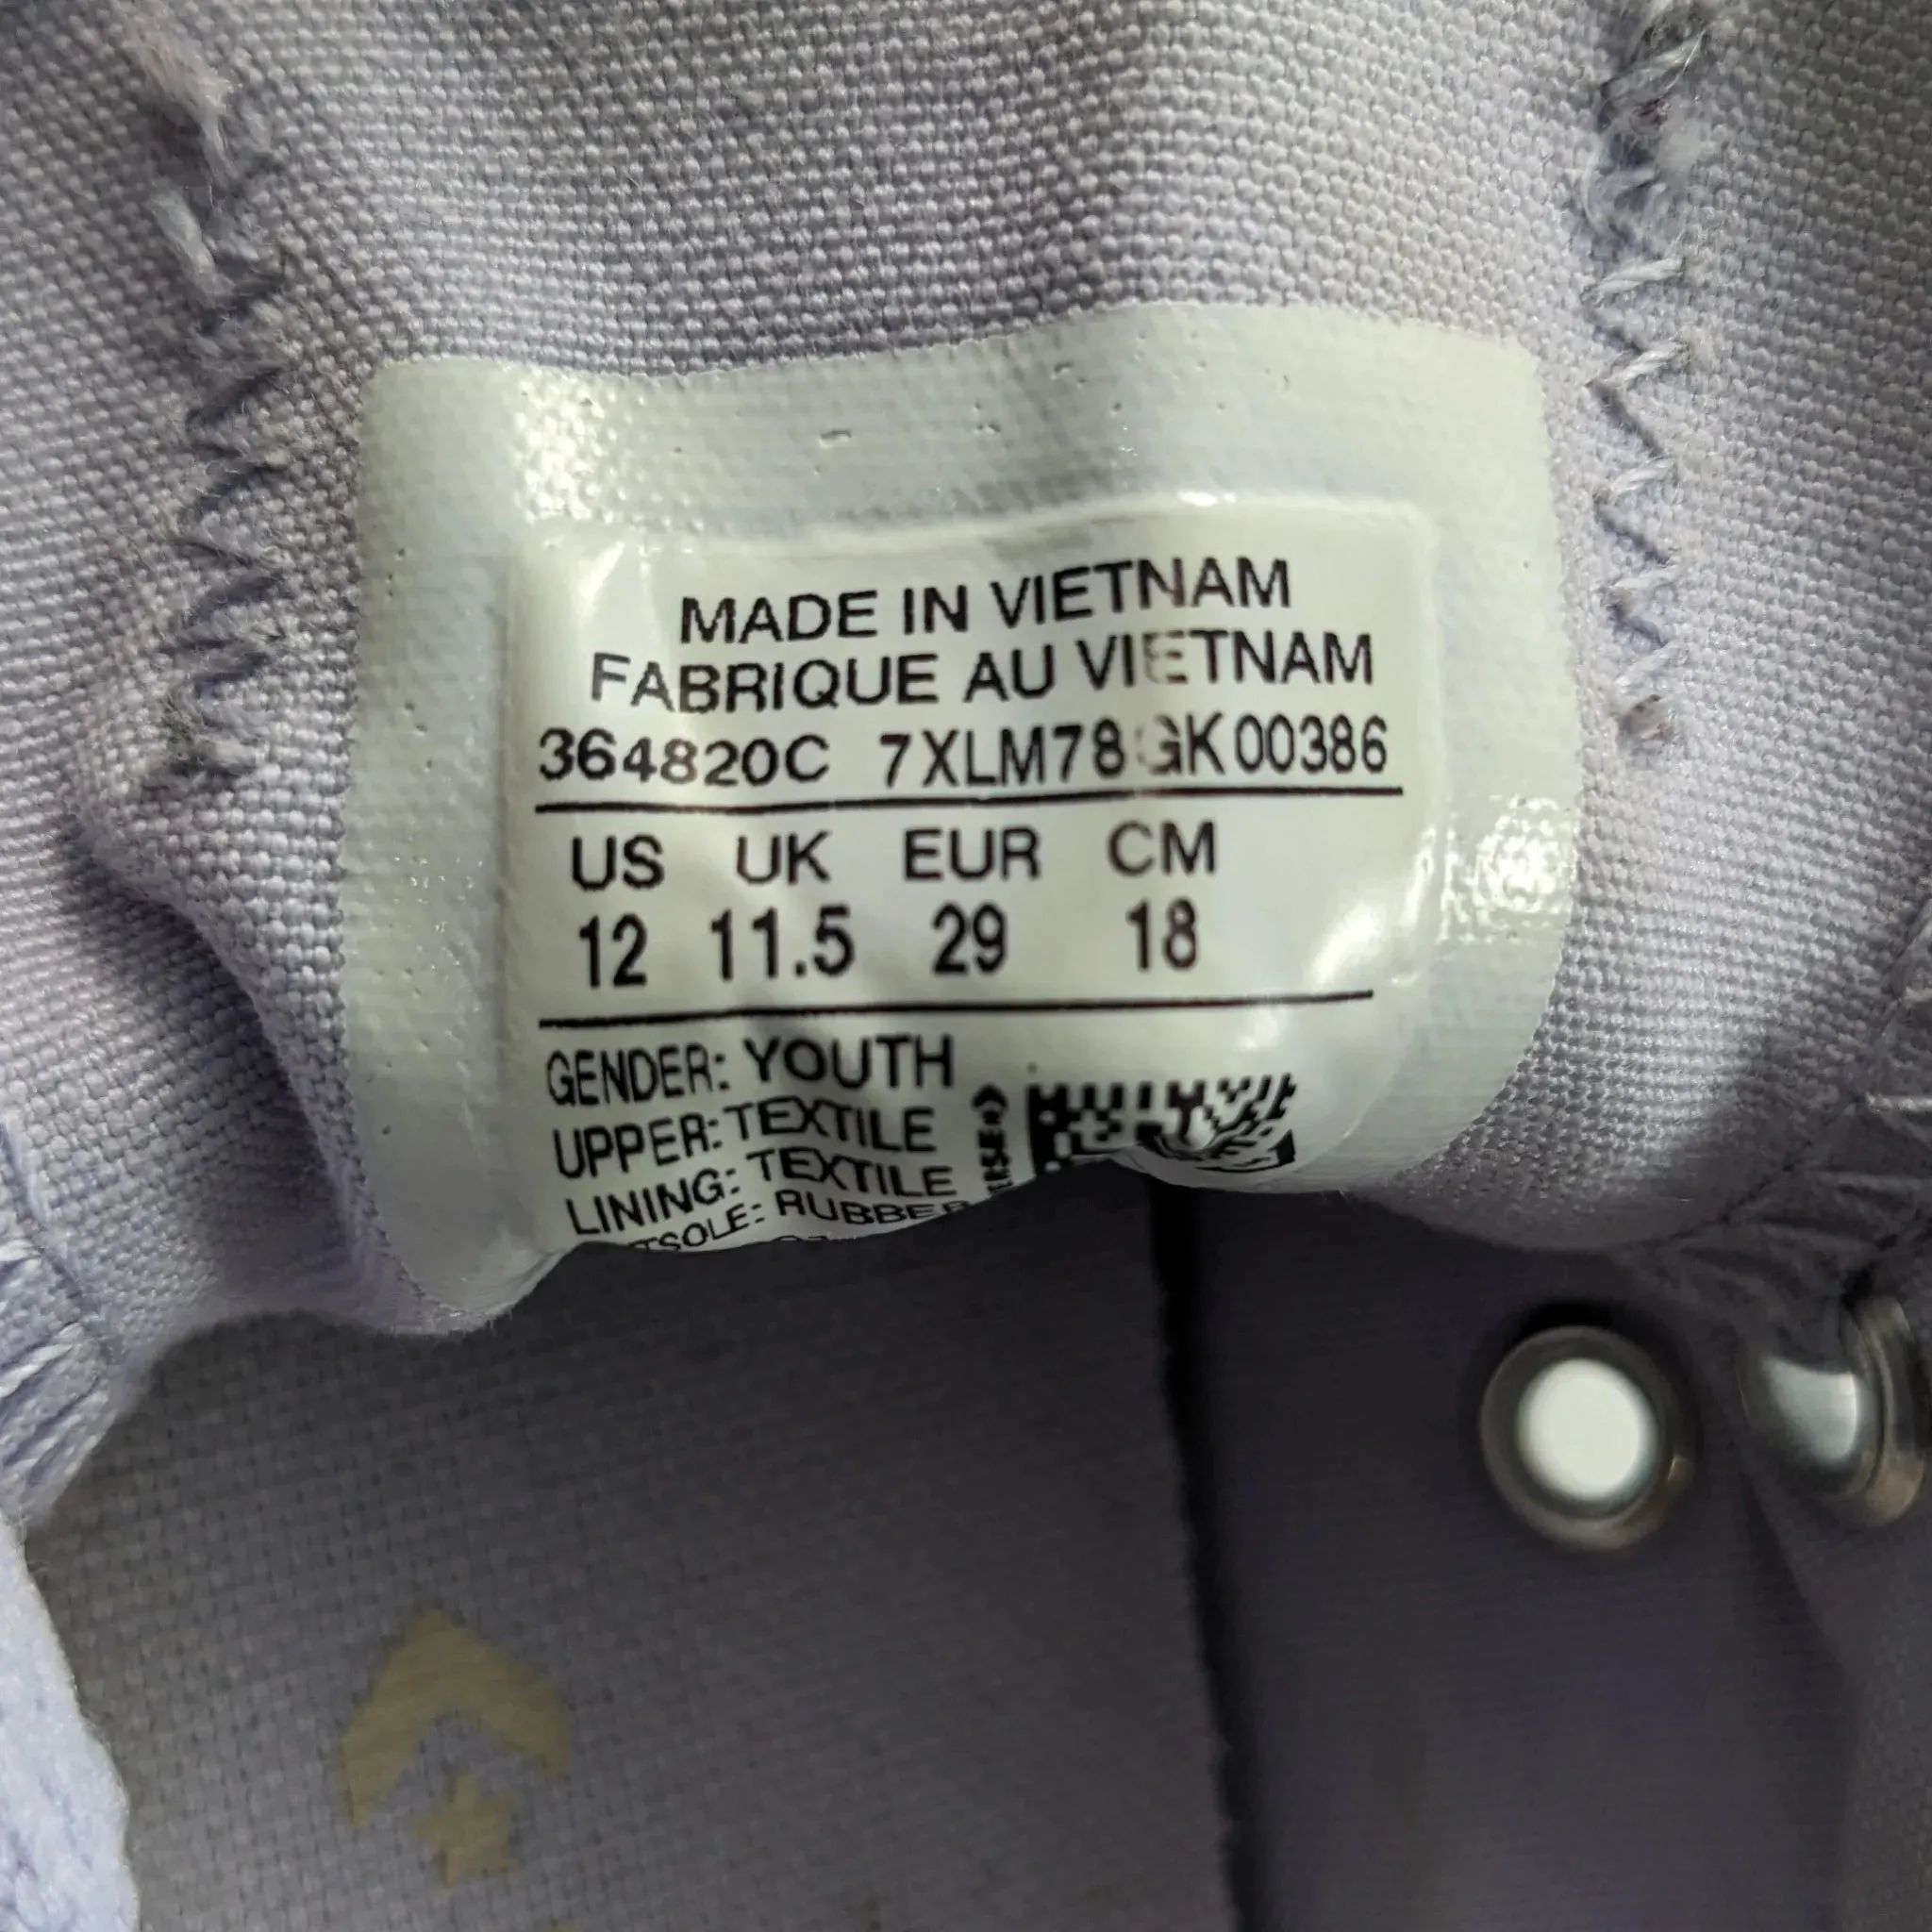 MADE IN VIETNAM
FABRIQUE AU VIETNAM
364820C 7XLM78GK00386
US UK EUR CM
12 11.5 29 18
GENDER: YOUTH
UPPER: TEXTILE
LINING: TEXTILE
RUBBER